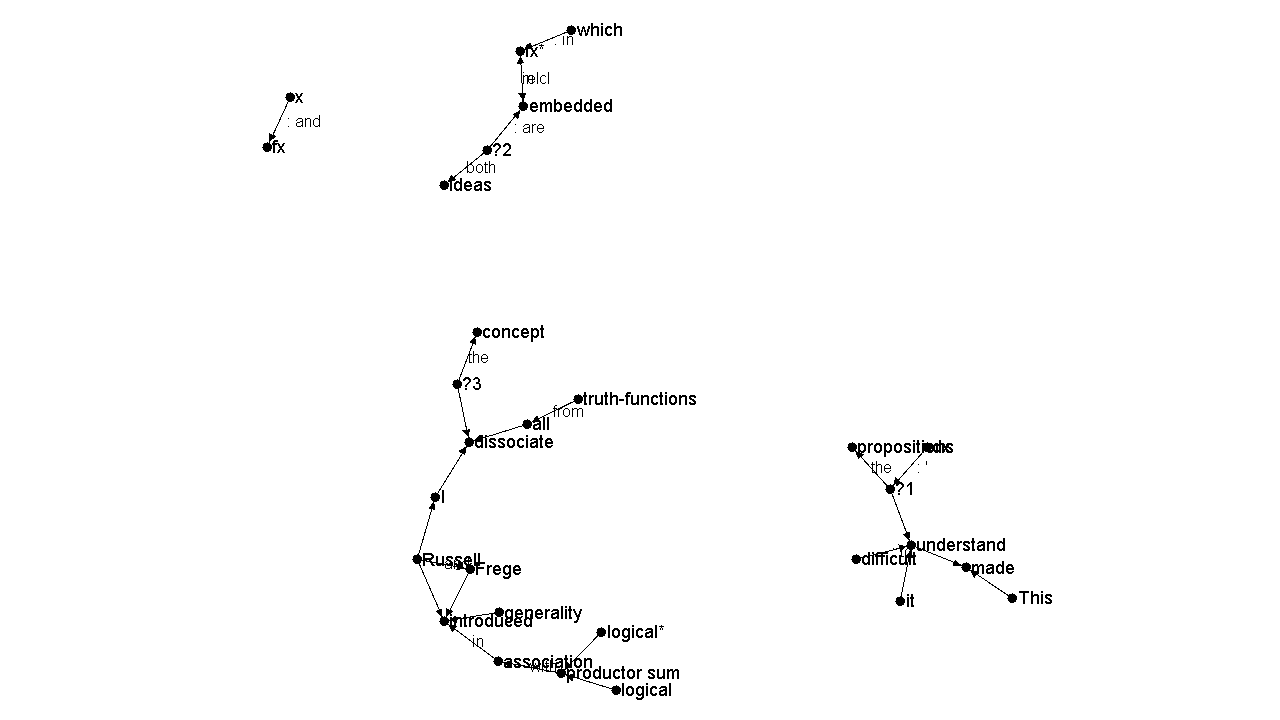 which
: in
fx*
relcl
embedded
x
: and
fx
: are
?2
both
ideas
concept
the
?3
truth-functions
from
all
dissociate
propositions
the
: '
?1
I
understand
difficult
made
Russell
and
Frege
it
This
generality
introduced
in
logical*
association
with
productor sum
logical